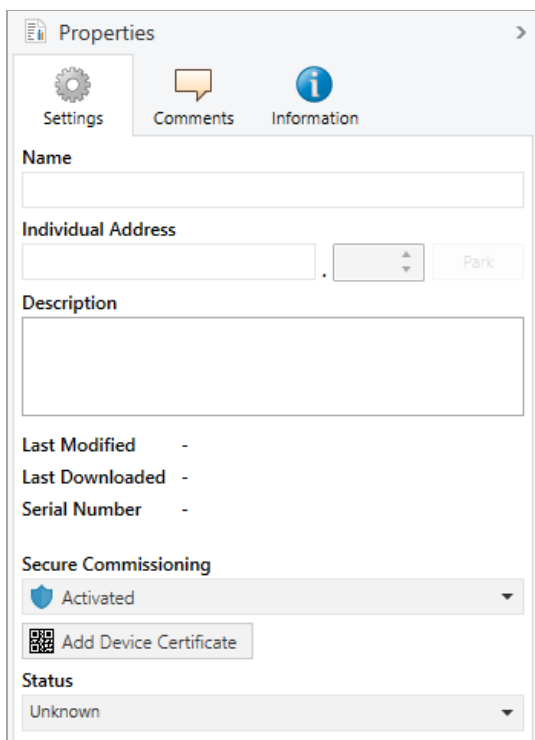 Properties
Settings Comments Information
Name
Individual Address
. Park
Description
Last Modified -
Last Downloaded -
Serial Number -
Secure Commissioning
Activated
Add Device Certificate
Status
Unknown